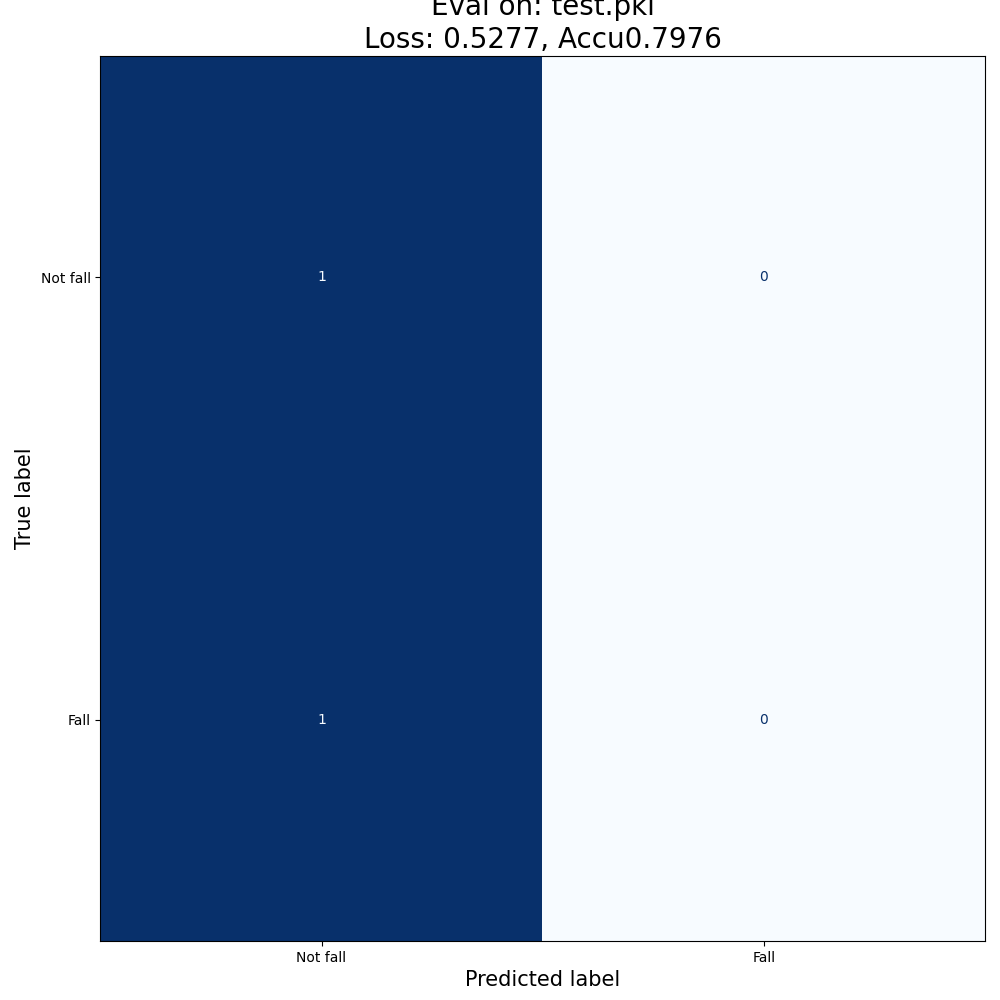 Eval on: test.pkl
Loss: 0.5277, Accu0.7976
Not fall
1
0
True label
Fall
1
0
Not fall
Fall
Predicted label